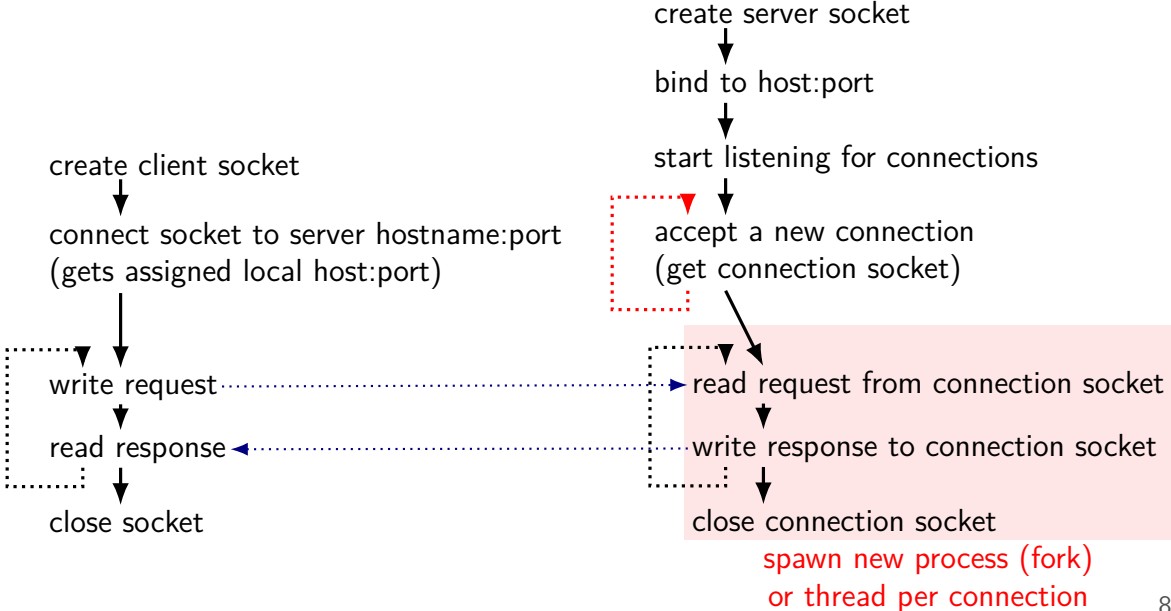 create server socket
bind to host:port
start listening for connections
accept a new connection
(get connection socket)
create client socket
connect socket to server hostname:port
(gets assigned local host:port)
write request
read response
close socket
read request from connection socket
write response to connection socket
close connection socket
spawn new process (fork)
or thread per connection
8